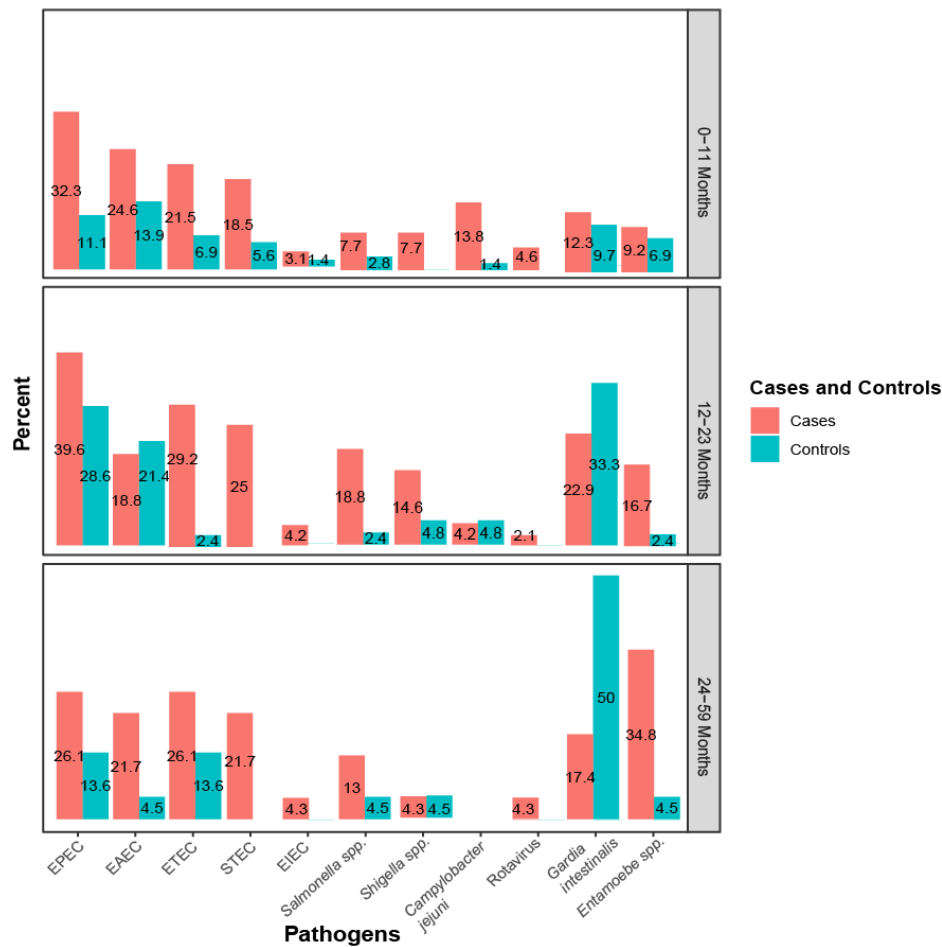 32.3
11.1
24.6
13.9
21.5
6.9
18.5
5.6
3.1
1.4
7.7
2.8
7.7
13.8
1.4
4.6
12.3
9.7
9.2
6.9
0−11 Months
39.6
28.6
18.8
21.4
29.2
2.4
25
4.2
18.8
2.4
14.6
4.8
4.2
4.8
2.1
22.9
33.3
16.7
2.4
12−23 Months
26.1
13.6
21.7
4.5
26.1
13.6
21.7
4.3
13
4.5
4.3
4.5
4.3
17.4
50
34.8
4.5
24−59 Months
Percent
EPEC
EAEC
ETEC
STEC
EIEC
Salmonella spp.
Shigella spp.
Campylobacter
jejuni
Rotavirus
Gardia
intestinalis
Entamoebe spp.
Pathogens
Cases and Controls
Cases
Controls